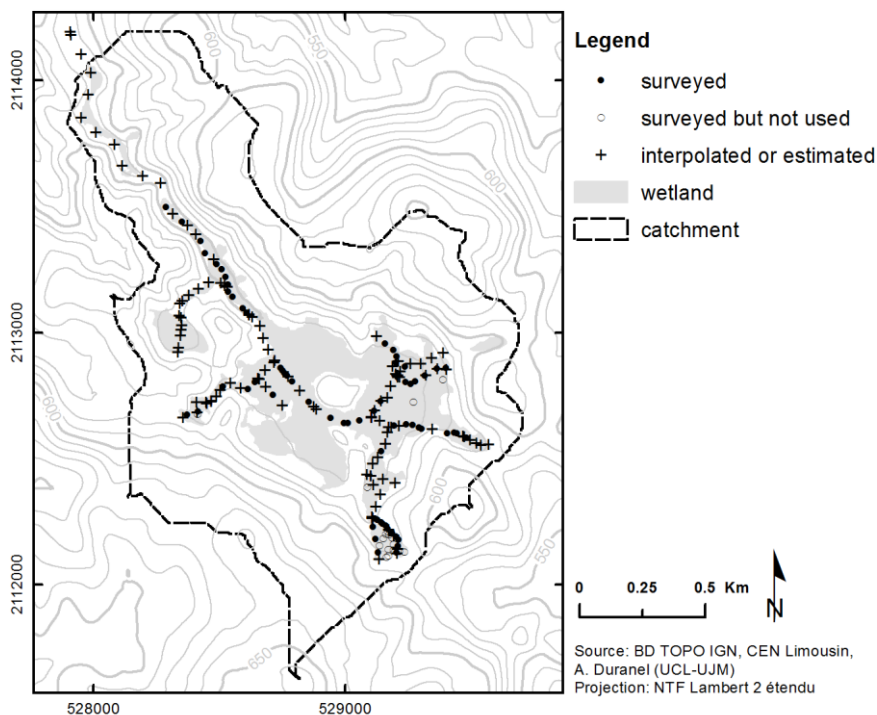 2114000
2113000
2112000
528000
529000
600
550
600
600
600
550
650
Legend
surveyed
surveyed but not used
interpolated or estimated
wetland
catchment
0 0.25 0.5 Km
N
Source: BD TOPO IGN, CEN Limousin,
A. Duranel (UCL-UJM)
Projection: NTF Lambert 2 étendu